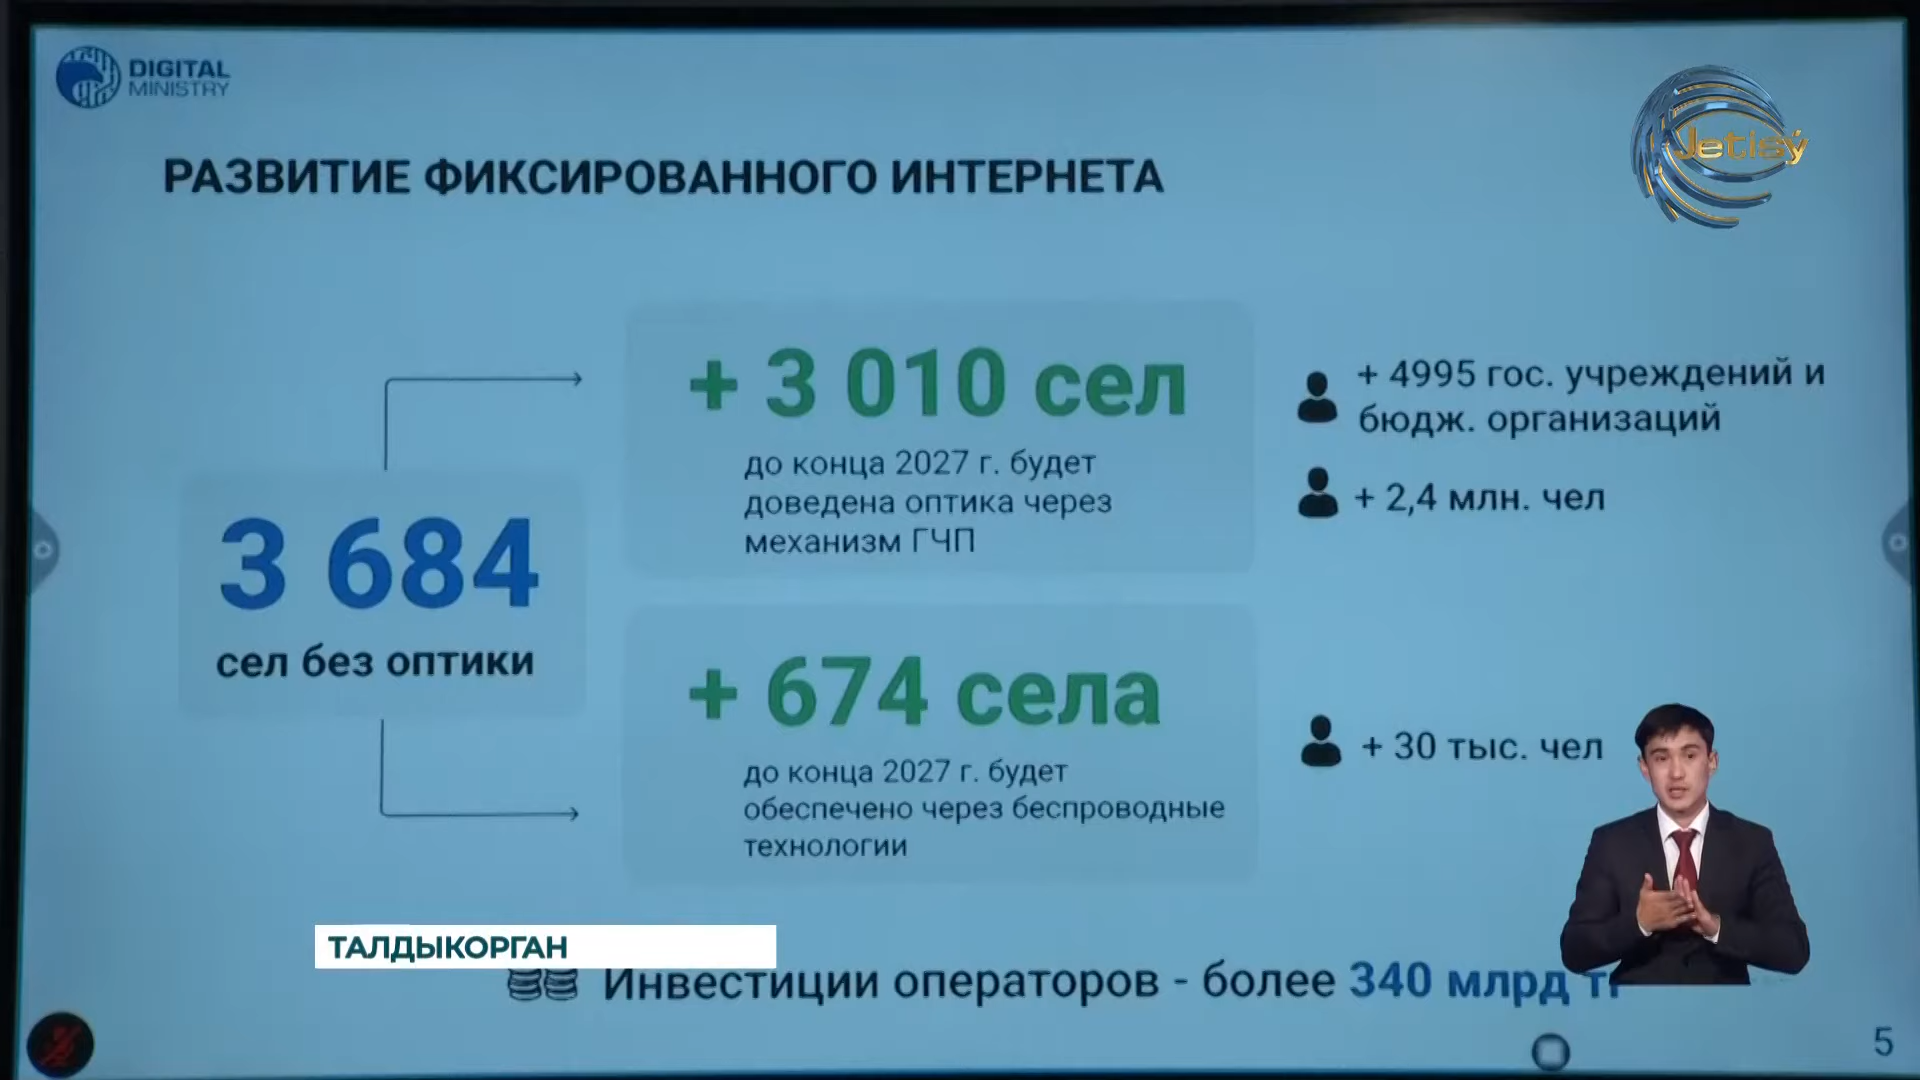 DIGITAL
MINISTRY
Jetisý
РАЗВИТИЕ ФИКСИРОВАННОГО ИНТЕРНЕТА
3 684
сел без оптики
+ 3 010 сел
до конца 2027 г. будет
доведена оптика через
механизм ГЧП
+ 4995 гос. учреждений и
бюдж. организаций
+ 2,4 млн. чел
+ 674 села
до конца 2027 г. будет
обеспечено через беспроводные
технологии
+ 30 тыс. чел
ТАЛДЫКОРГАН
Инвестиции операторов - более 340 млрд
5